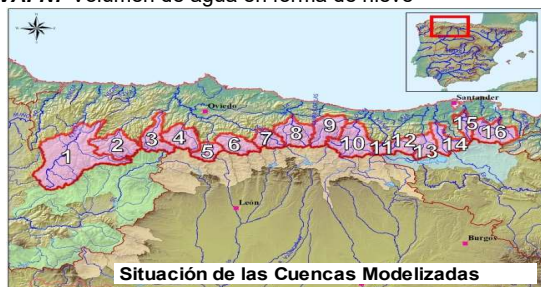 VAFN: Volumen de agua en forma de nieve
Oviedo
Santander
1 2 3 4 5 6 7 8 9 10 11 12 13 14 15 16
León
Burgos
Situación de las Cuencas Modelizadas